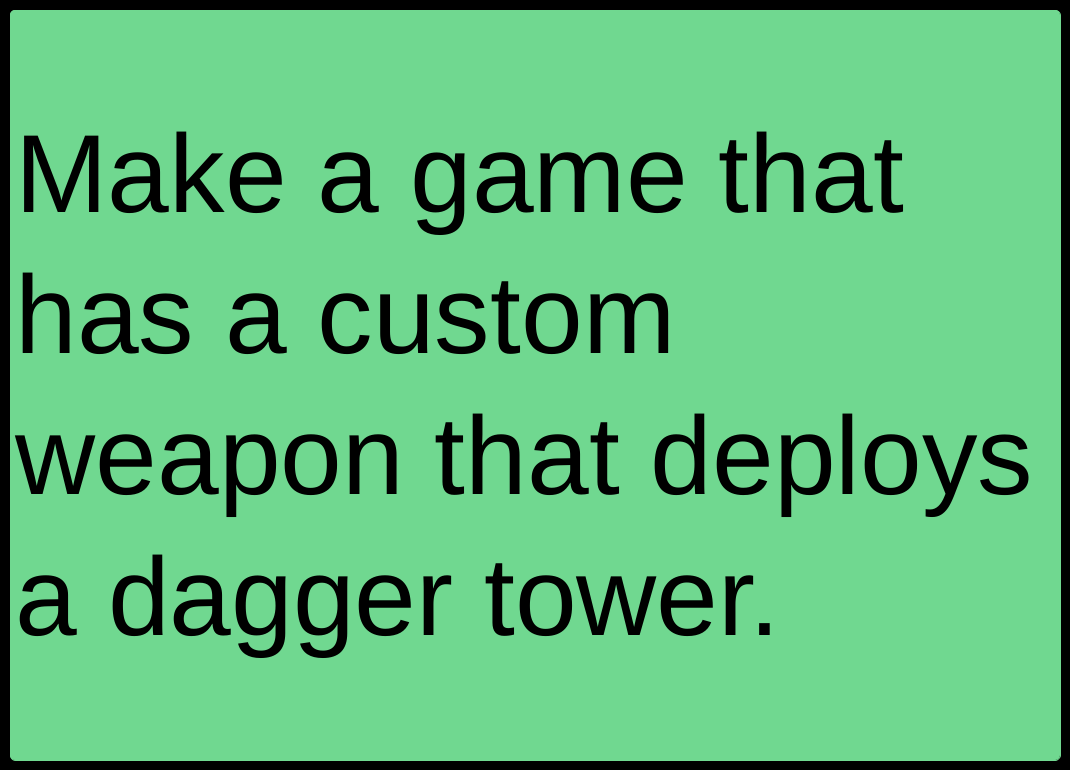 Make a game that
has a custom
weapon that deploys
a dagger tower.